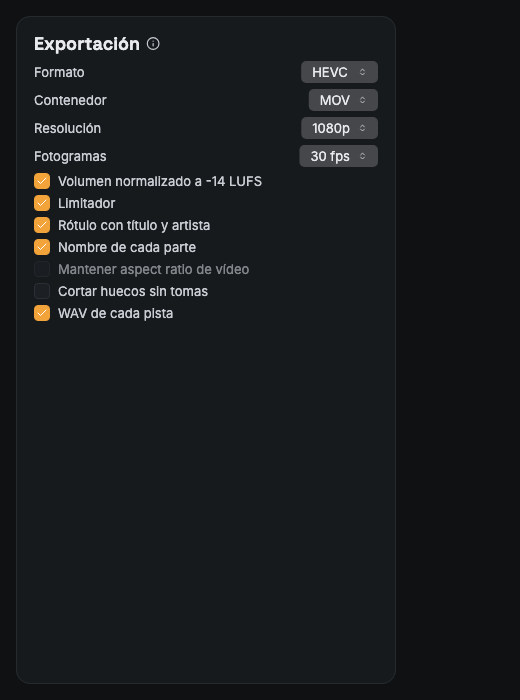 Exportación
Formato HEVC
Contenedor MOV
Resolución 1080p
Fotogramas 30 fps
Volumen normalizado a -14 LUFS
Limitador
Rótulo con título y artista
Nombre de cada parte
Mantener aspect ratio de vídeo
Cortar huecos sin tomas
WAV de cada pista